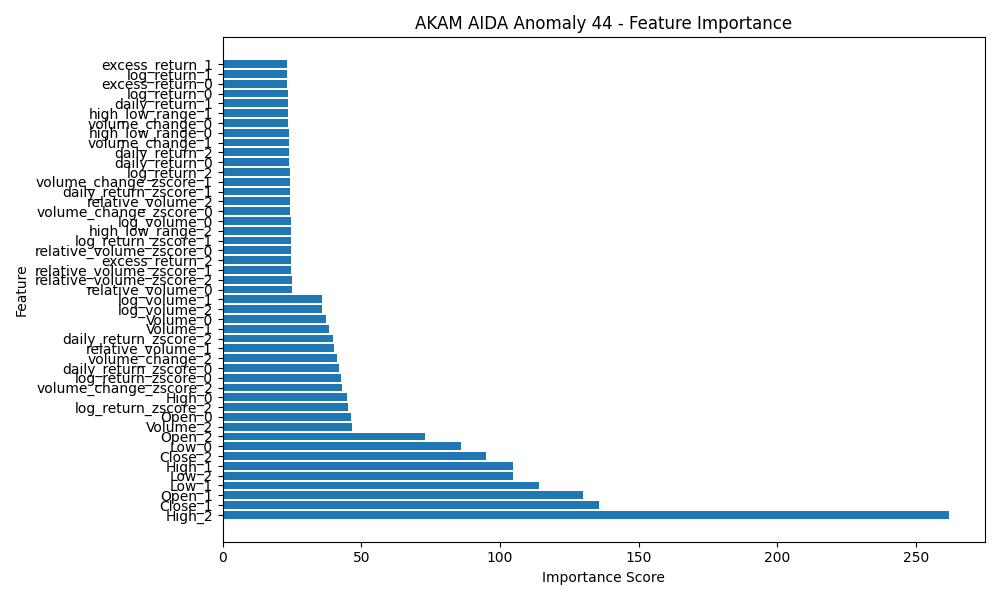 AKAM AIDA Anomaly 44 - Feature Importance
Feature
excess_return_1
log_return_1
excess_return_0
log_return_0
daily_return_1
high_low_range_1
volume_change_0
high_low_range_0
volume_change_1
daily_return_2
daily_return_0
log_return_2
volume_change_zscore_1
daily_return_zscore_1
relative_volume_2
volume_change_zscore_0
log_volume_0
high_low_range_2
log_return_zscore_1
relative_volume_zscore_0
excess_return_2
relative_volume_zscore_1
relative_volume_zscore_2
relative_volume_0
log_volume_1
log_volume_2
Volume_0
Volume_1
daily_return_zscore_2
relative_volume_1
volume_change_2
daily_return_zscore_0
log_return_zscore_0
volume_change_zscore_2
High_0
log_return_zscore_2
Open_0
Volume_2
Open_2
Low_0
Close_2
High_1
Low_2
Low_1
Open_1
Close_1
High_2
0 50 100 150 200 250
Importance Score